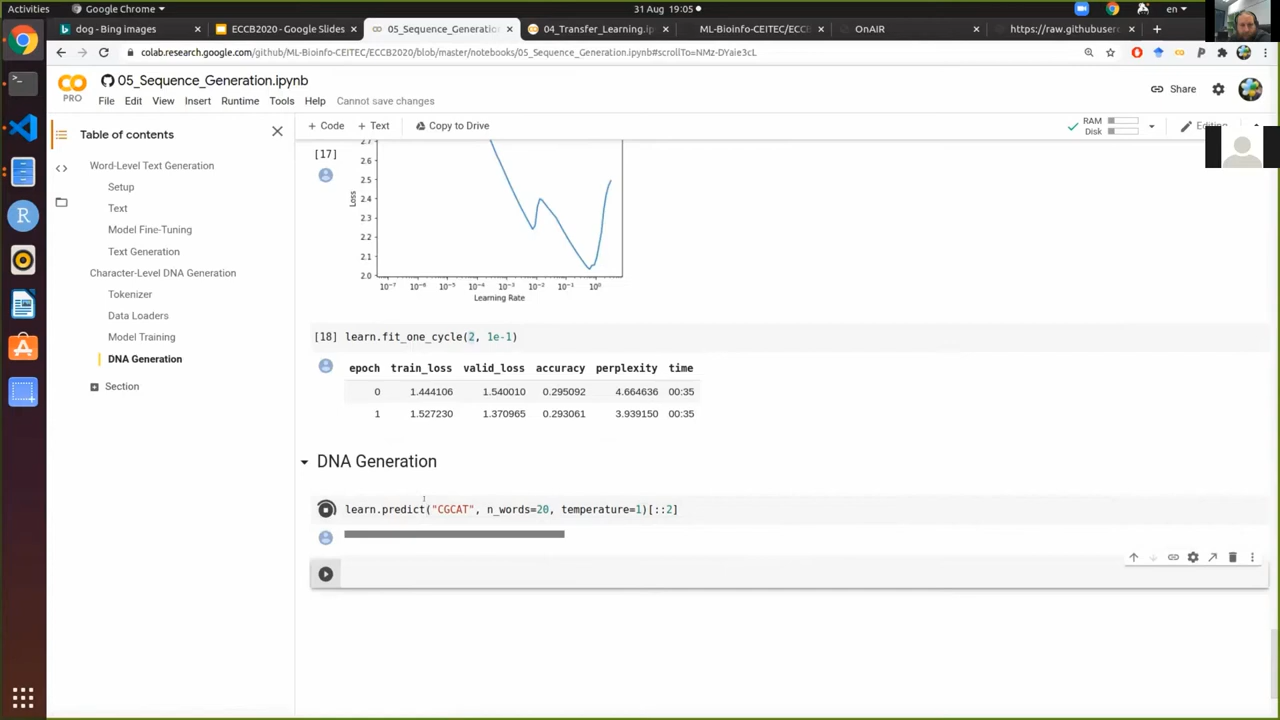 Activities
Google Chrome
31 Aug 19:05
en
dog - Bing images
ECCB2020 - Google Slides
05_Sequence_Generation
04_Transfer_Learning.ip
ML-Bioinfo-CEITEC/ECCB
OnAIR
https://raw.githubuserc
colab.research.google.com/github/ML-Bioinfo-CEITEC/ECCB2020/blob/master/notebooks/05_Sequence_Generation.ipynb#scrollTo=NMz-DYaie3cL
CO
PRO
05_Sequence_Generation.ipynb
Share
File Edit View Insert Runtime Tools Help Cannot save changes
Table of contents
+ Code + Text Copy to Drive
RAM
Disk
Editing
Word-Level Text Generation
Setup
Text
Model Fine-Tuning
Text Generation
Character-Level DNA Generation
Tokenizer
Data Loaders
Model Training
DNA Generation
Section
[17]
2.6
2.5
2.4
2.3
2.2
2.1
2.0
Loss
10⁻⁷ 10⁻⁶ 10⁻⁵ 10⁻⁴ 10⁻³ 10⁻² 10⁻¹ 10⁰
Learning Rate
[18] learn.fit_one_cycle(2, 1e-1)
epoch train_loss valid_loss accuracy perplexity time
0 1.444106 1.540010 0.295092 4.664636 00:35
1 1.527230 1.370965 0.293061 3.939150 00:35
DNA Generation
learn.predict("CGCAT", n_words=20, temperature=1)[::2]